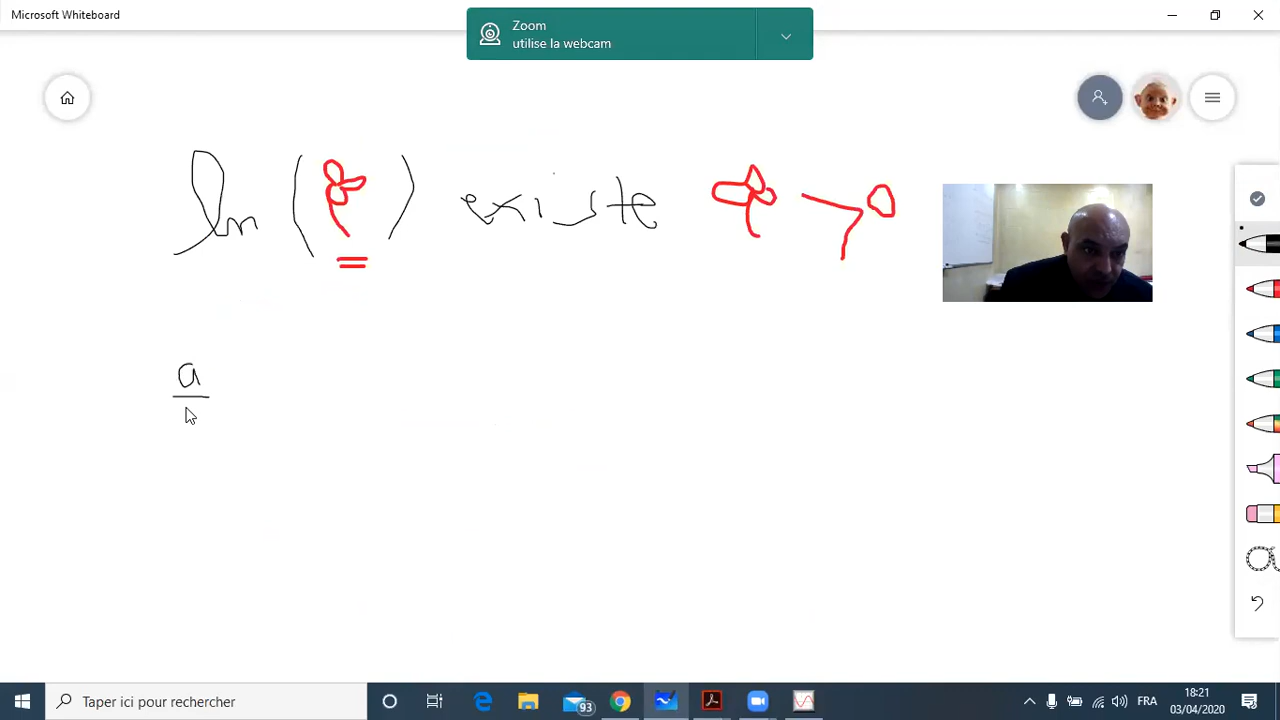 Microsoft Whiteboard
Zoom
utilise la webcam
ln ( ) existe > 0
a
Taper ici pour rechercher
93
FRA
18:21
03/04/2020